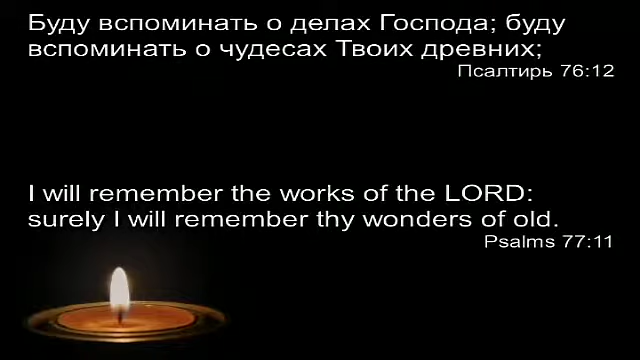 Буду вспоминать о делах Господа; буду
вспоминать о чудесах Твоих древних;
Псалтирь 76:12
I will remember the works of the LORD:
surely I will remember thy wonders of old.
Psalms 77:11